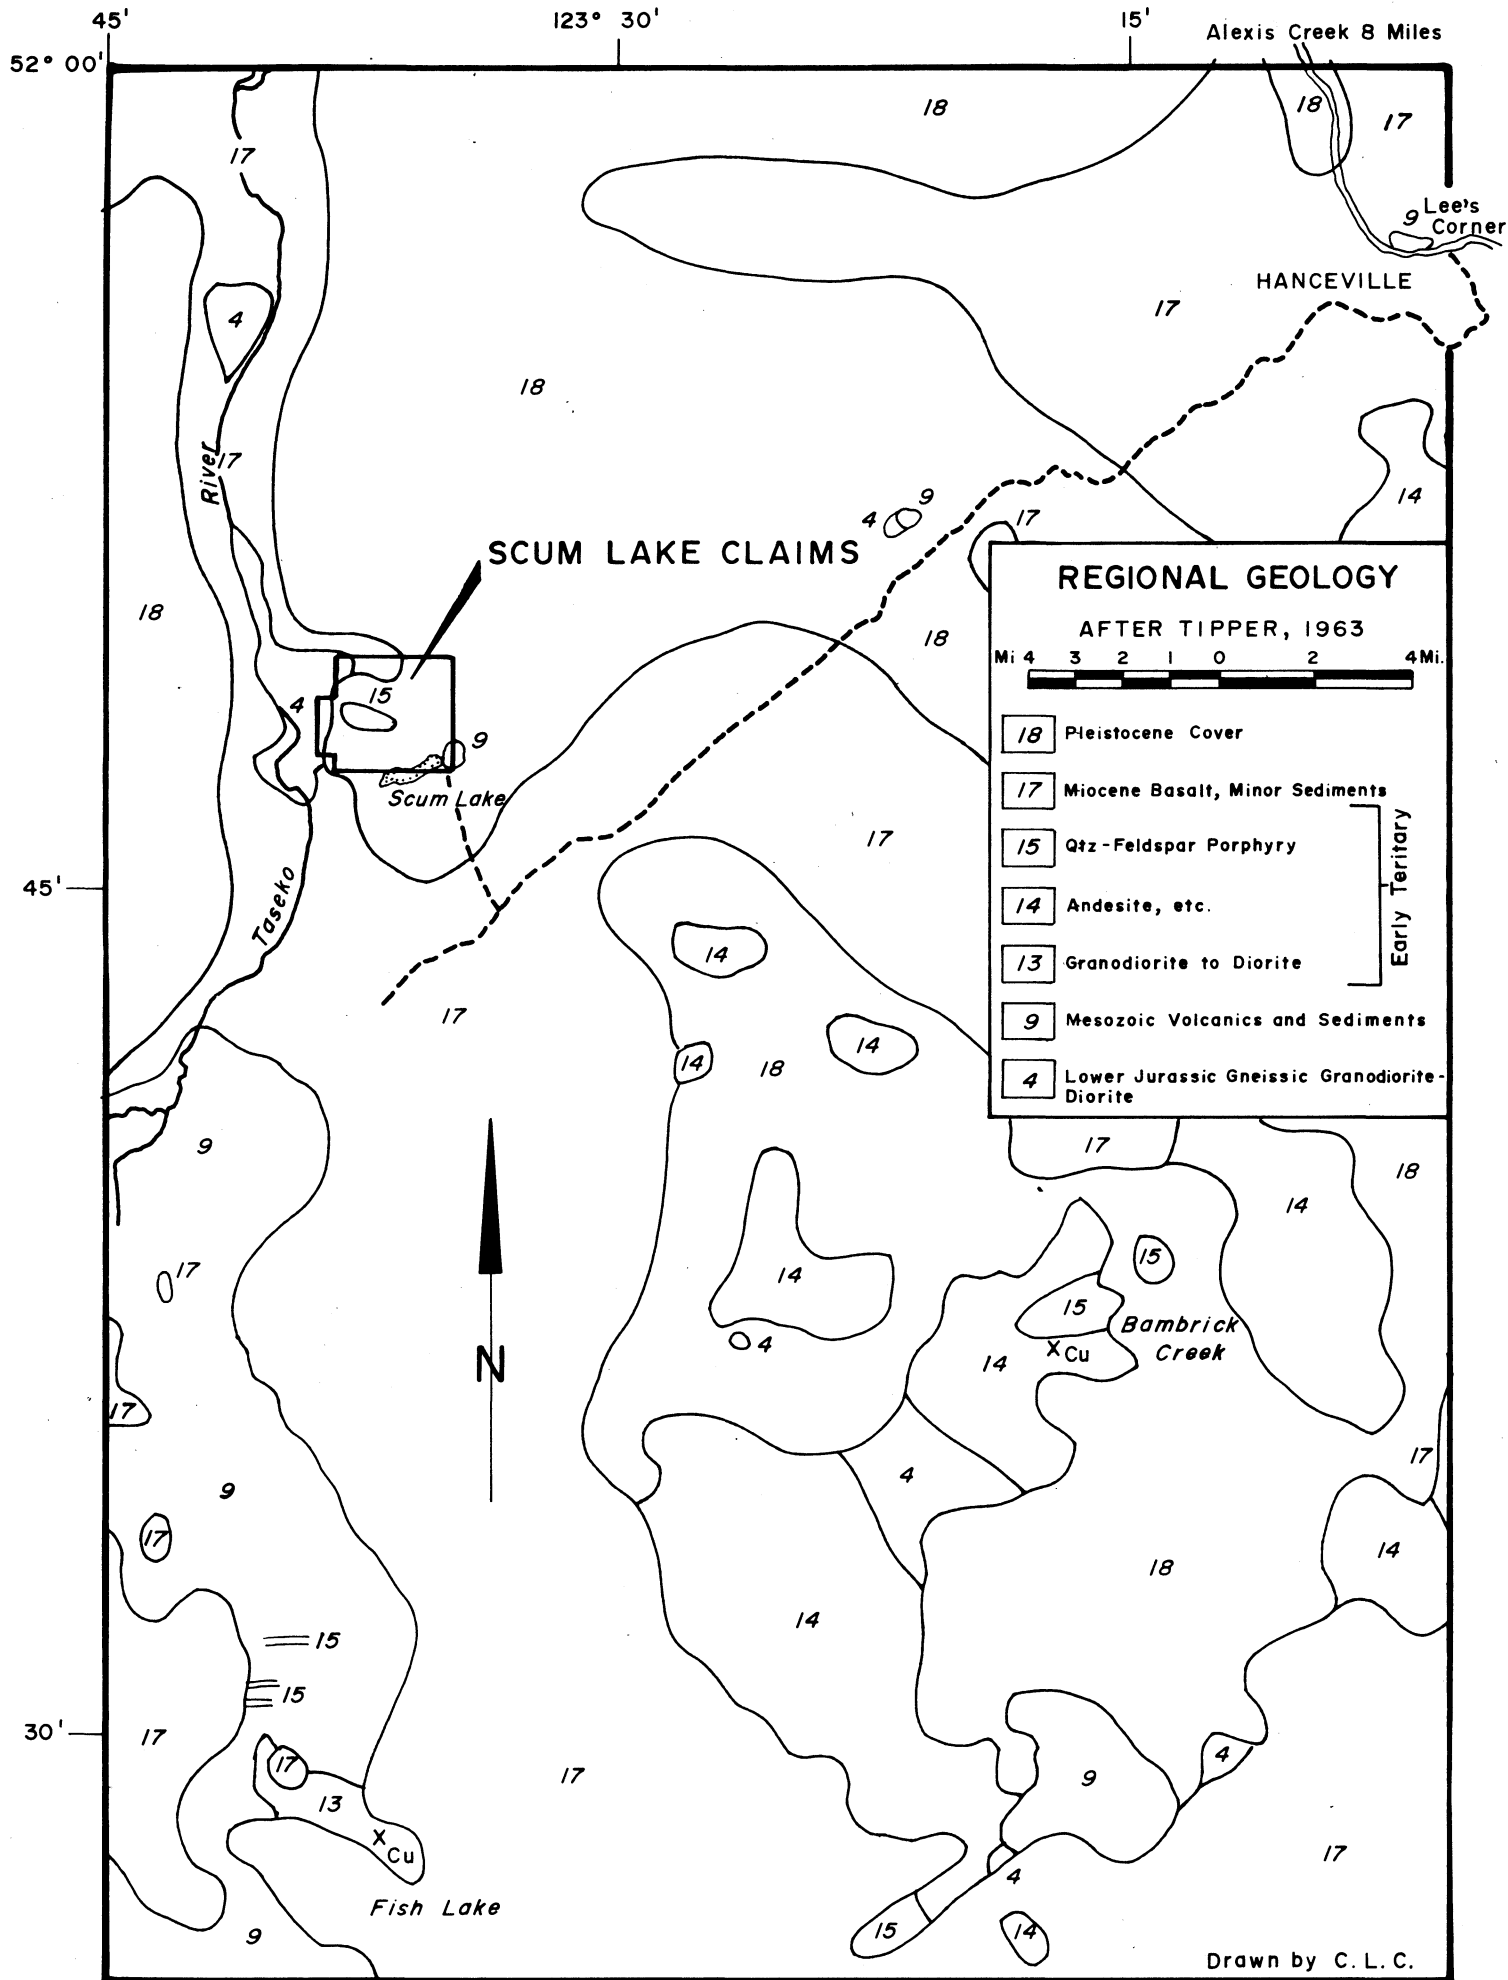 45'
123° 30'
15'
Alexis Creek 8 Miles
52° 00'
18
18
17
17
9
Lee's
Corner
HANCEVILLE
17
4
18
River
17
14
9
4
17
SCUM LAKE CLAIMS
18
18
15
4
9
Scum Lake
17
45'
Taseko
14
17
14
14
18
REGIONAL GEOLOGY
AFTER TIPPER, 1963
Mi 4 3 2 1 0 2 4 Mi.
18 Pleistocene Cover
17 Miocene Basalt, Minor Sediments
15 Qtz-Feldspar Porphyry
14 Andesite, etc.
13 Granodiorite to Diorite
Early Teritary
9 Mesozoic Volcanics and Sediments
4 Lower Jurassic Gneissic Granodiorite-
Diorite
9
17
18
14
15
17
14
15
Bambrick
Creek
4
Cu
14
N
17
17
4
9
17
14
18
14
15
15
30'
17
4
17
17
9
13
Cu
17
4
Fish Lake
15
14
9
Drawn by C. L. C.